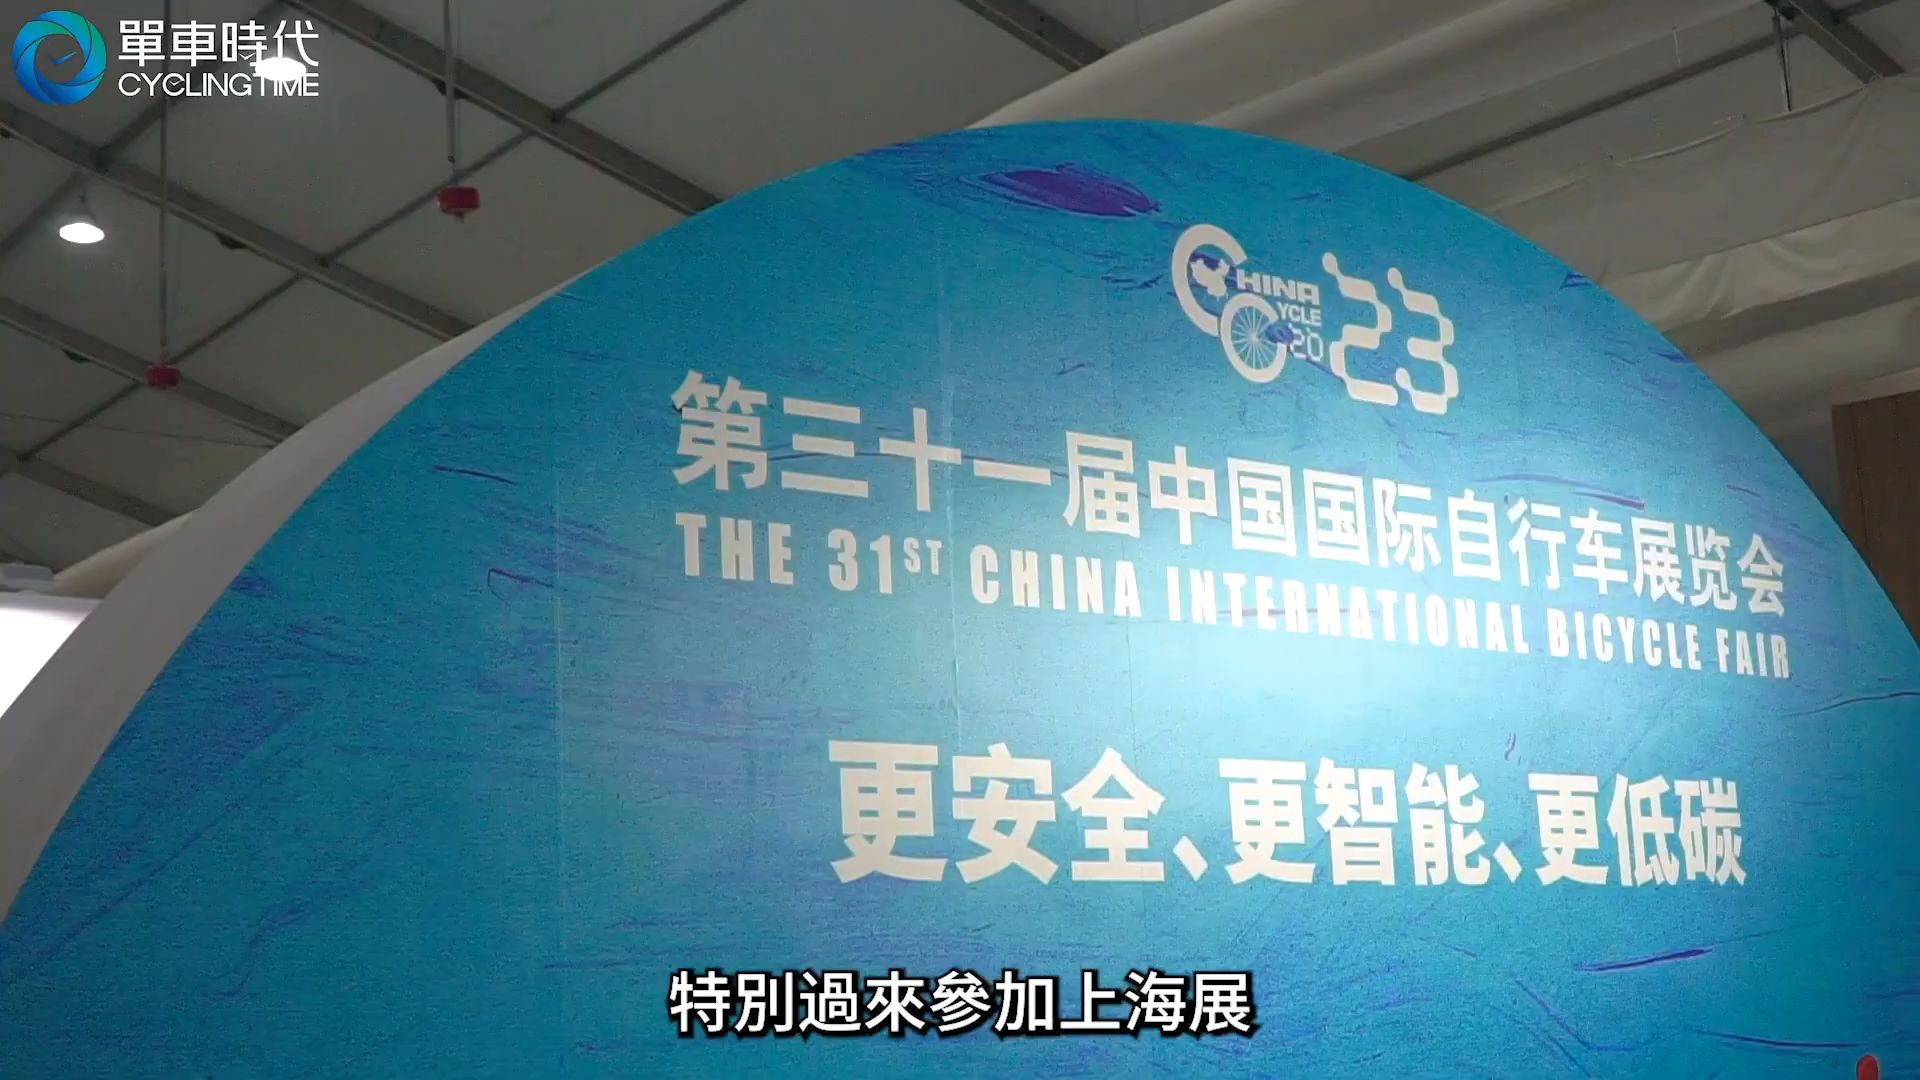 單車時代
CYCLINGTIME
CHINA
CYCLE
2023
第三十一届中国国际自行车展览会
THE 31ST CHINA INTERNATIONAL BICYCLE FAIR
更安全、更智能、更低碳
特別過來參加上海展